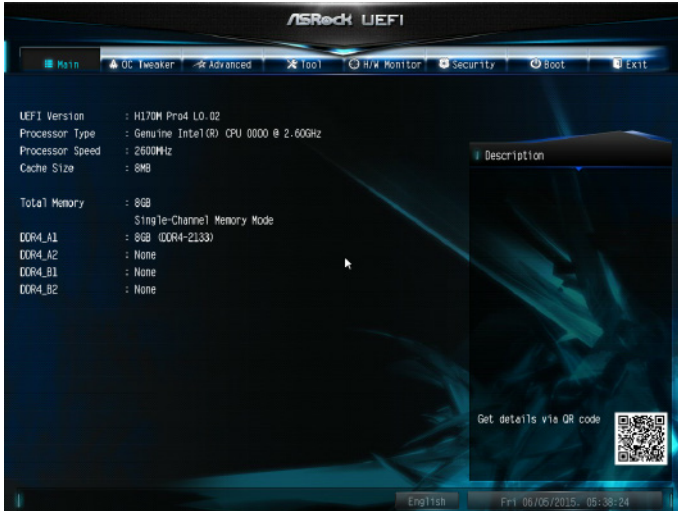 ASRock UEFI
Main OC Tweaker Advanced Tool H/W Monitor Security Boot Exit
UEFI Version : H170M Pro4 L0.02
Processor Type : Genuine Intel(R) CPU 0000 @ 2.60GHz
Processor Speed : 2600MHz
Cache Size : 8MB
Total Memory : 8GB
Single-Channel Memory Mode
DDR4_A1 : 8GB (DDR4-2133)
DDR4_A2 : None
DDR4_B1 : None
DDR4_B2 : None
Description
Get details via QR code
English Fri 06/05/2015. 05:38:24